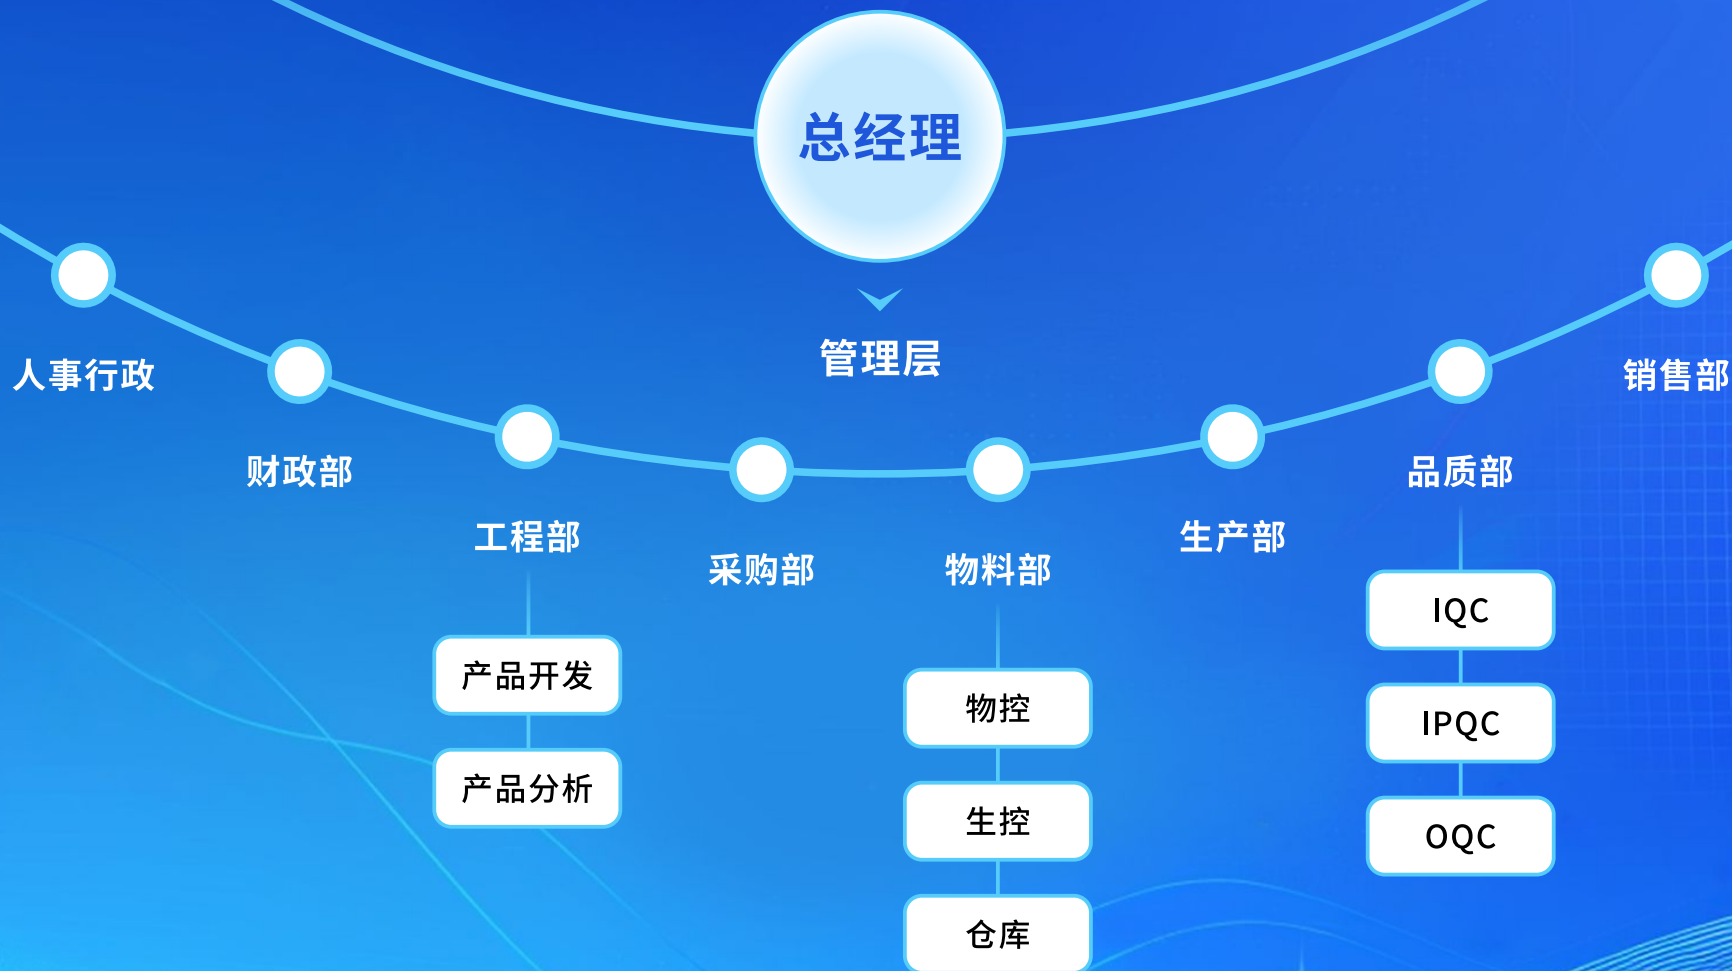 总经理
管理层
人事行政
财政部
工程部
产品开发
产品分析
采购部
物料部
物控
生控
仓库
生产部
品质部
IQC
IPQC
OQC
销售部